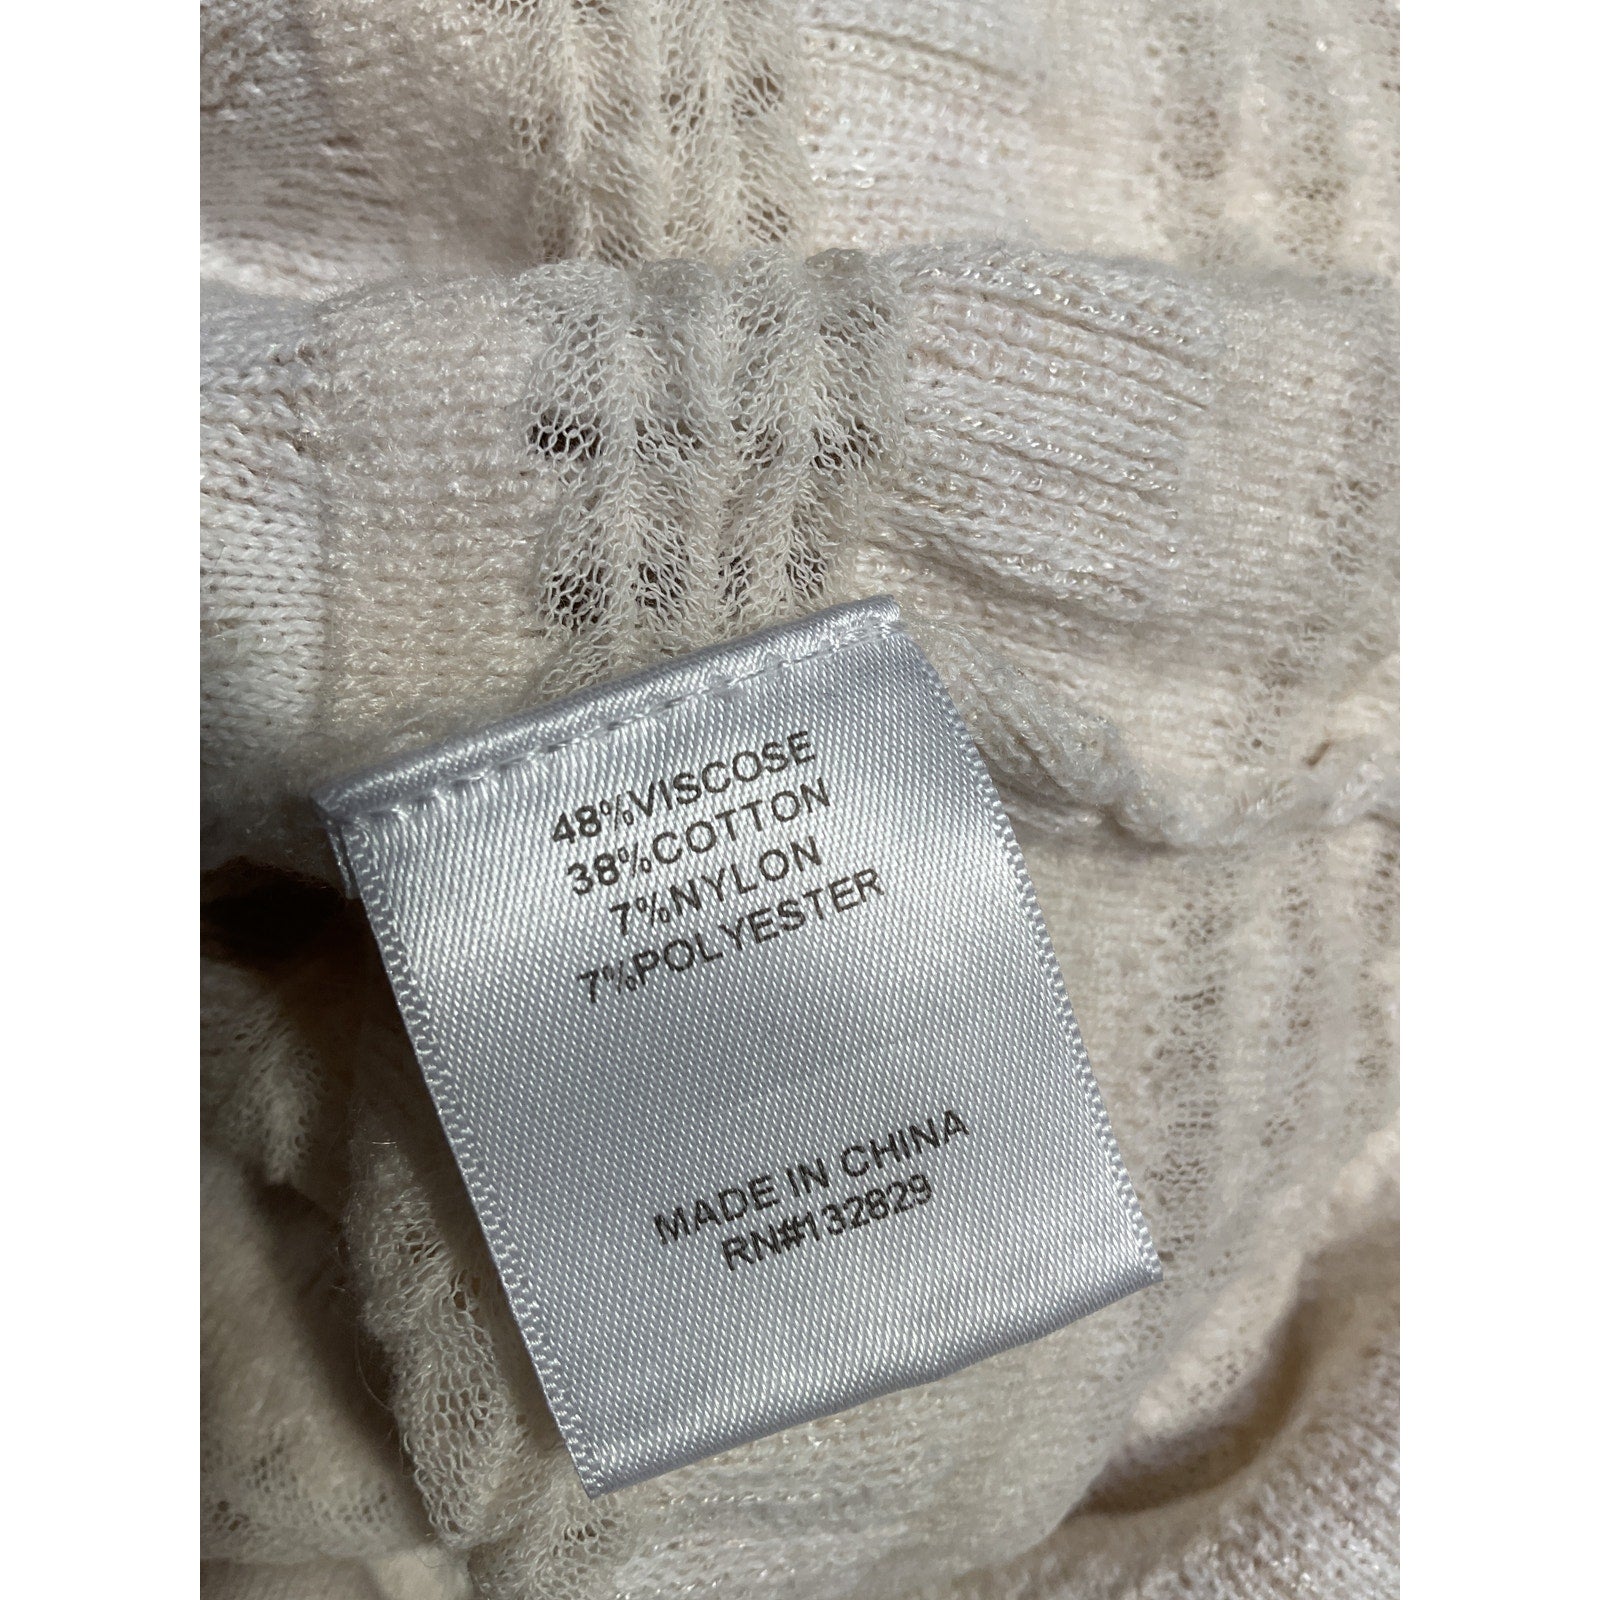 48%VISCOSE
38%COTTON
7%NYLON
7%POLYESTER
MADE IN CHINA
RN#132829